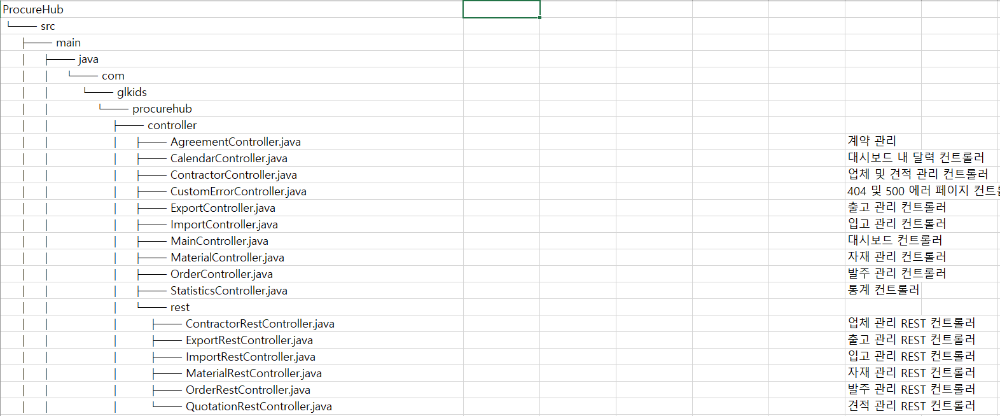 ProcureHub
└─── src
├─── main
│ ├─── java
│ │ └─── com
│ │ └─── glkids
│ │ └─── procurehub
│ │ ├─── controller
│ │ │ ├─── AgreementController.java 계약 관리
│ │ │ ├─── CalendarController.java 대시보드 내 달력 컨트롤러
│ │ │ ├─── ContractorController.java 업체 및 견적 관리 컨트롤러
│ │ │ ├─── CustomErrorController.java 404 및 500 에러 페이지 컨트
│ │ │ ├─── ExportController.java 출고 관리 컨트롤러
│ │ │ ├─── ImportController.java 입고 관리 컨트롤러
│ │ │ ├─── MainController.java 대시보드 컨트롤러
│ │ │ ├─── MaterialController.java 자재 관리 컨트롤러
│ │ │ ├─── OrderController.java 발주 관리 컨트롤러
│ │ │ ├─── StatisticsController.java 통계 컨트롤러
│ │ │ └─── rest
│ │ │ ├─── ContractorRestController.java 업체 관리 REST 컨트롤러
│ │ │ ├─── ExportRestController.java 출고 관리 REST 컨트롤러
│ │ │ ├─── ImportRestController.java 입고 관리 REST 컨트롤러
│ │ │ ├─── MaterialRestController.java 자재 관리 REST 컨트롤러
│ │ │ ├─── OrderRestController.java 발주 관리 REST 컨트롤러
│ │ │ └─── QuotationRestController.java 견적 관리 REST 컨트롤러